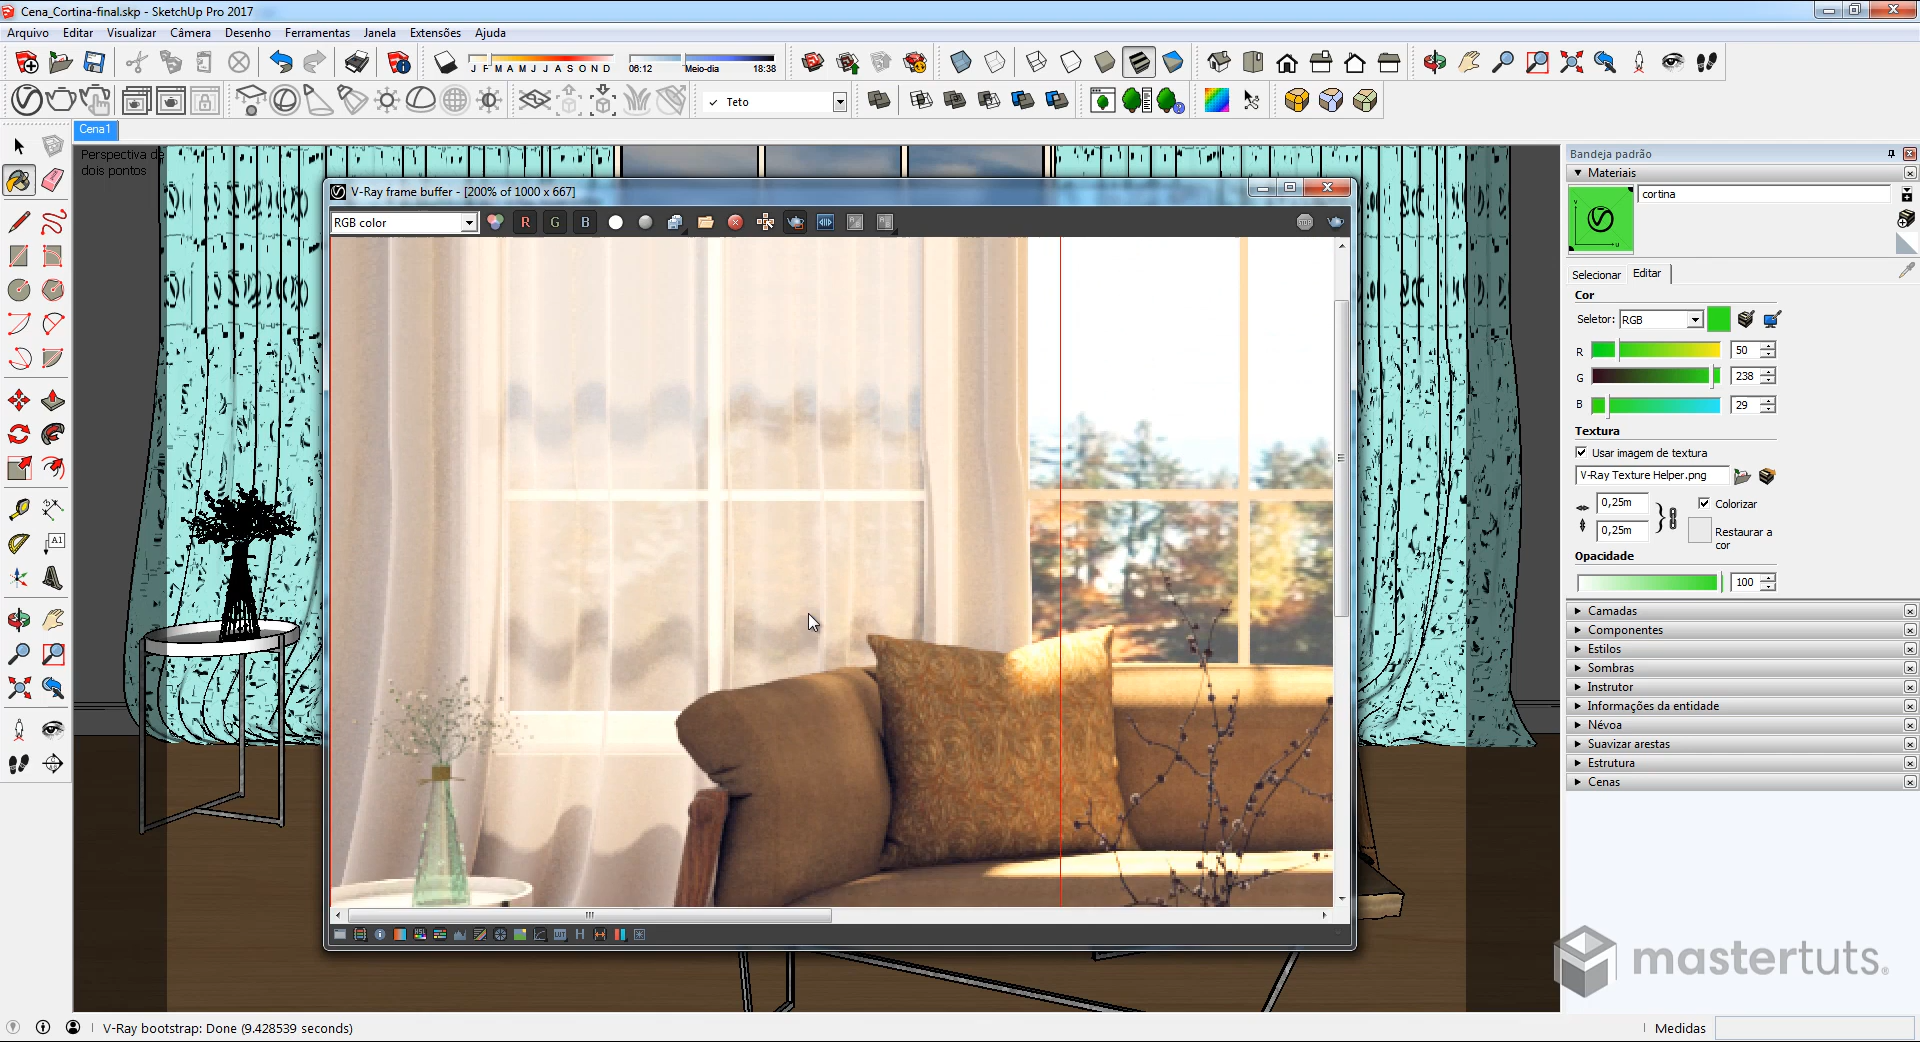 Cena_Cortina-final.skp - SketchUp Pro 2017
Arquivo Editar Visualizar Câmera Desenho Ferramentas Janela Extensões Ajuda
J F M A M J J A S O N D
06:12 Meio-dia 18:38
Teto
Cena1
Perspectiva de
dois pontos
V-Ray frame buffer - [200% of 1000 x 667]
RGB color
R G B
STOP
A1
HSL
LUT
H
Bandeja padrão
Materiais
cortina
Selecionar Editar
Cor
Seletor: RGB
R 50
G 238
B 29
Textura
Usar imagem de textura
V-Ray Texture Helper.png
0,25m
Colorizar
0,25m
Restaurar a
cor
Opacidade
100
Camadas
Componentes
Estilos
Sombras
Instrutor
Informações da entidade
Névoa
Suavizar arestas
Estrutura
Cenas
mastertuts.
V-Ray bootstrap: Done (9.428539 seconds)
Medidas